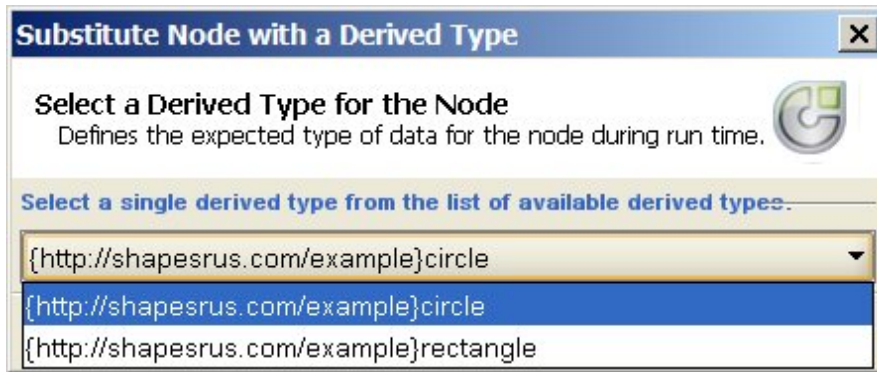 Substitute Node with a Derived Type
Select a Derived Type for the Node
Defines the expected type of data for the node during run time.
Select a single derived type from the list of available derived types.
{http://shapesrus.com/example}circle
{http://shapesrus.com/example}circle
{http://shapesrus.com/example}rectangle